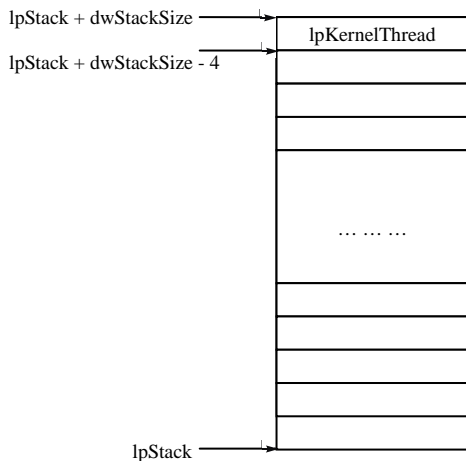 lpStack + dwStackSize
lpKernelThread
lpStack + dwStackSize - 4
... ... ...
lpStack